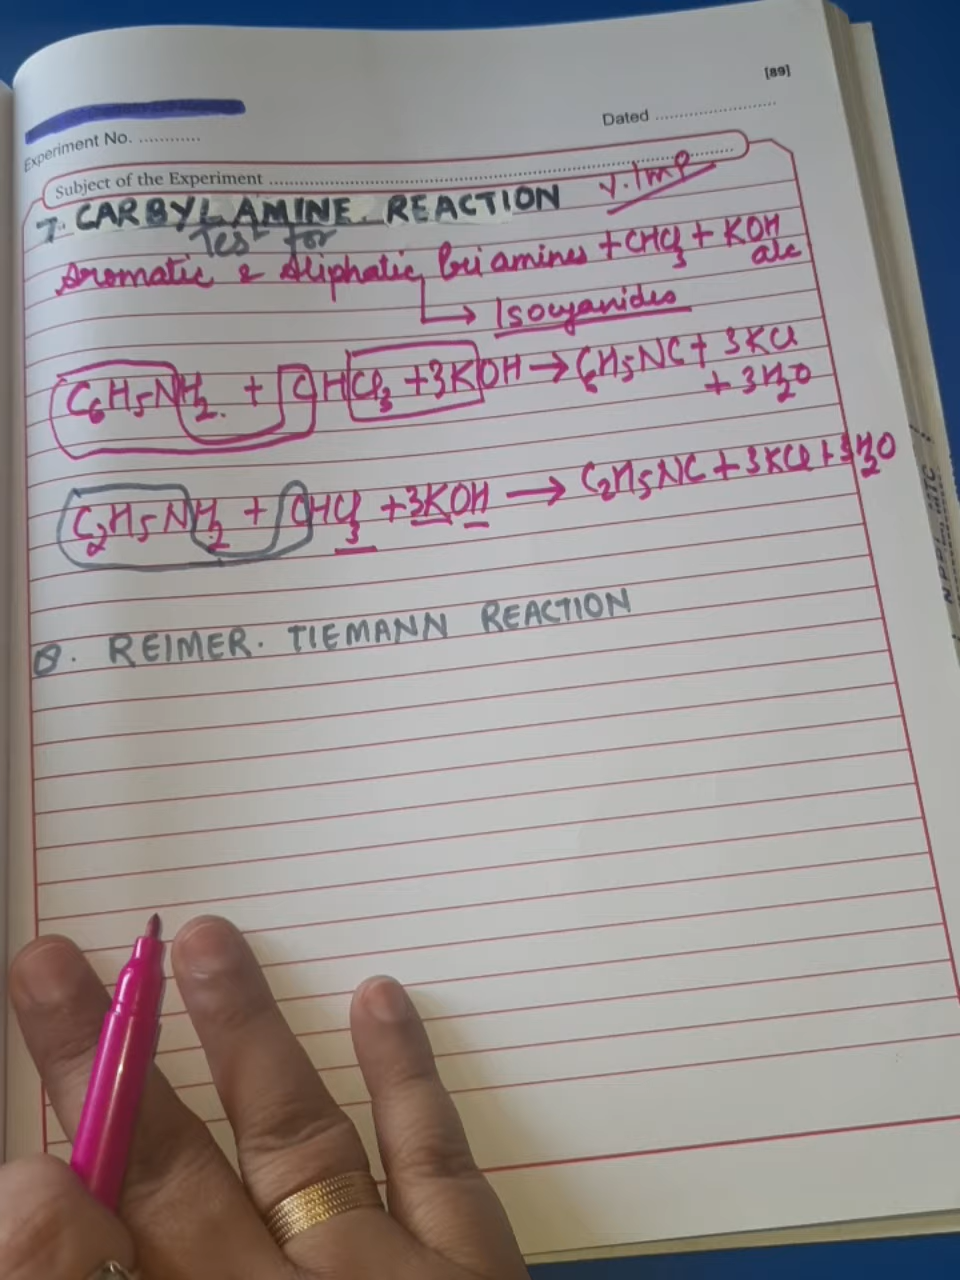 [89]
Experiment No. ............
Dated ........................
Subject of the Experiment ........................
V.Imp
7. CARBYLAMINE. REACTION
Test for
Aromatic & Aliphatic pri amines + CHCl3 + KOH
alc
→ Isocyanides
C6H5NH2. + CHCl3 + 3KOH → C6H5NC + 3KCl
+ 3H2O
C2H5NH2 + CHCl3 + 3KOH → C2H5NC + 3KCl + 3H2O
8. REIMER. TIEMANN REACTION